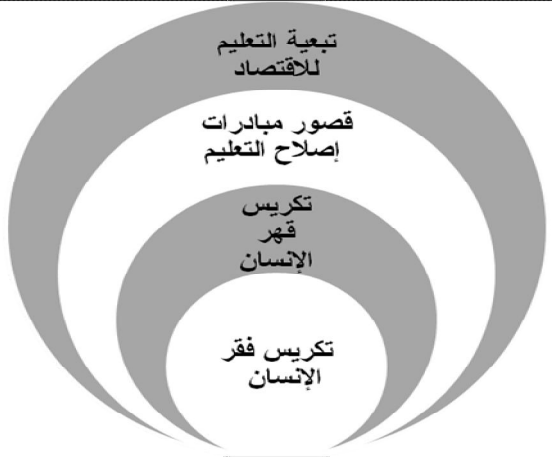 تبعية التعليم
للاقتصاد
قصور مبادرات
إصلاح التعليم
تكريس
قهر
الإنسان
تكريس فقر
الإنسان